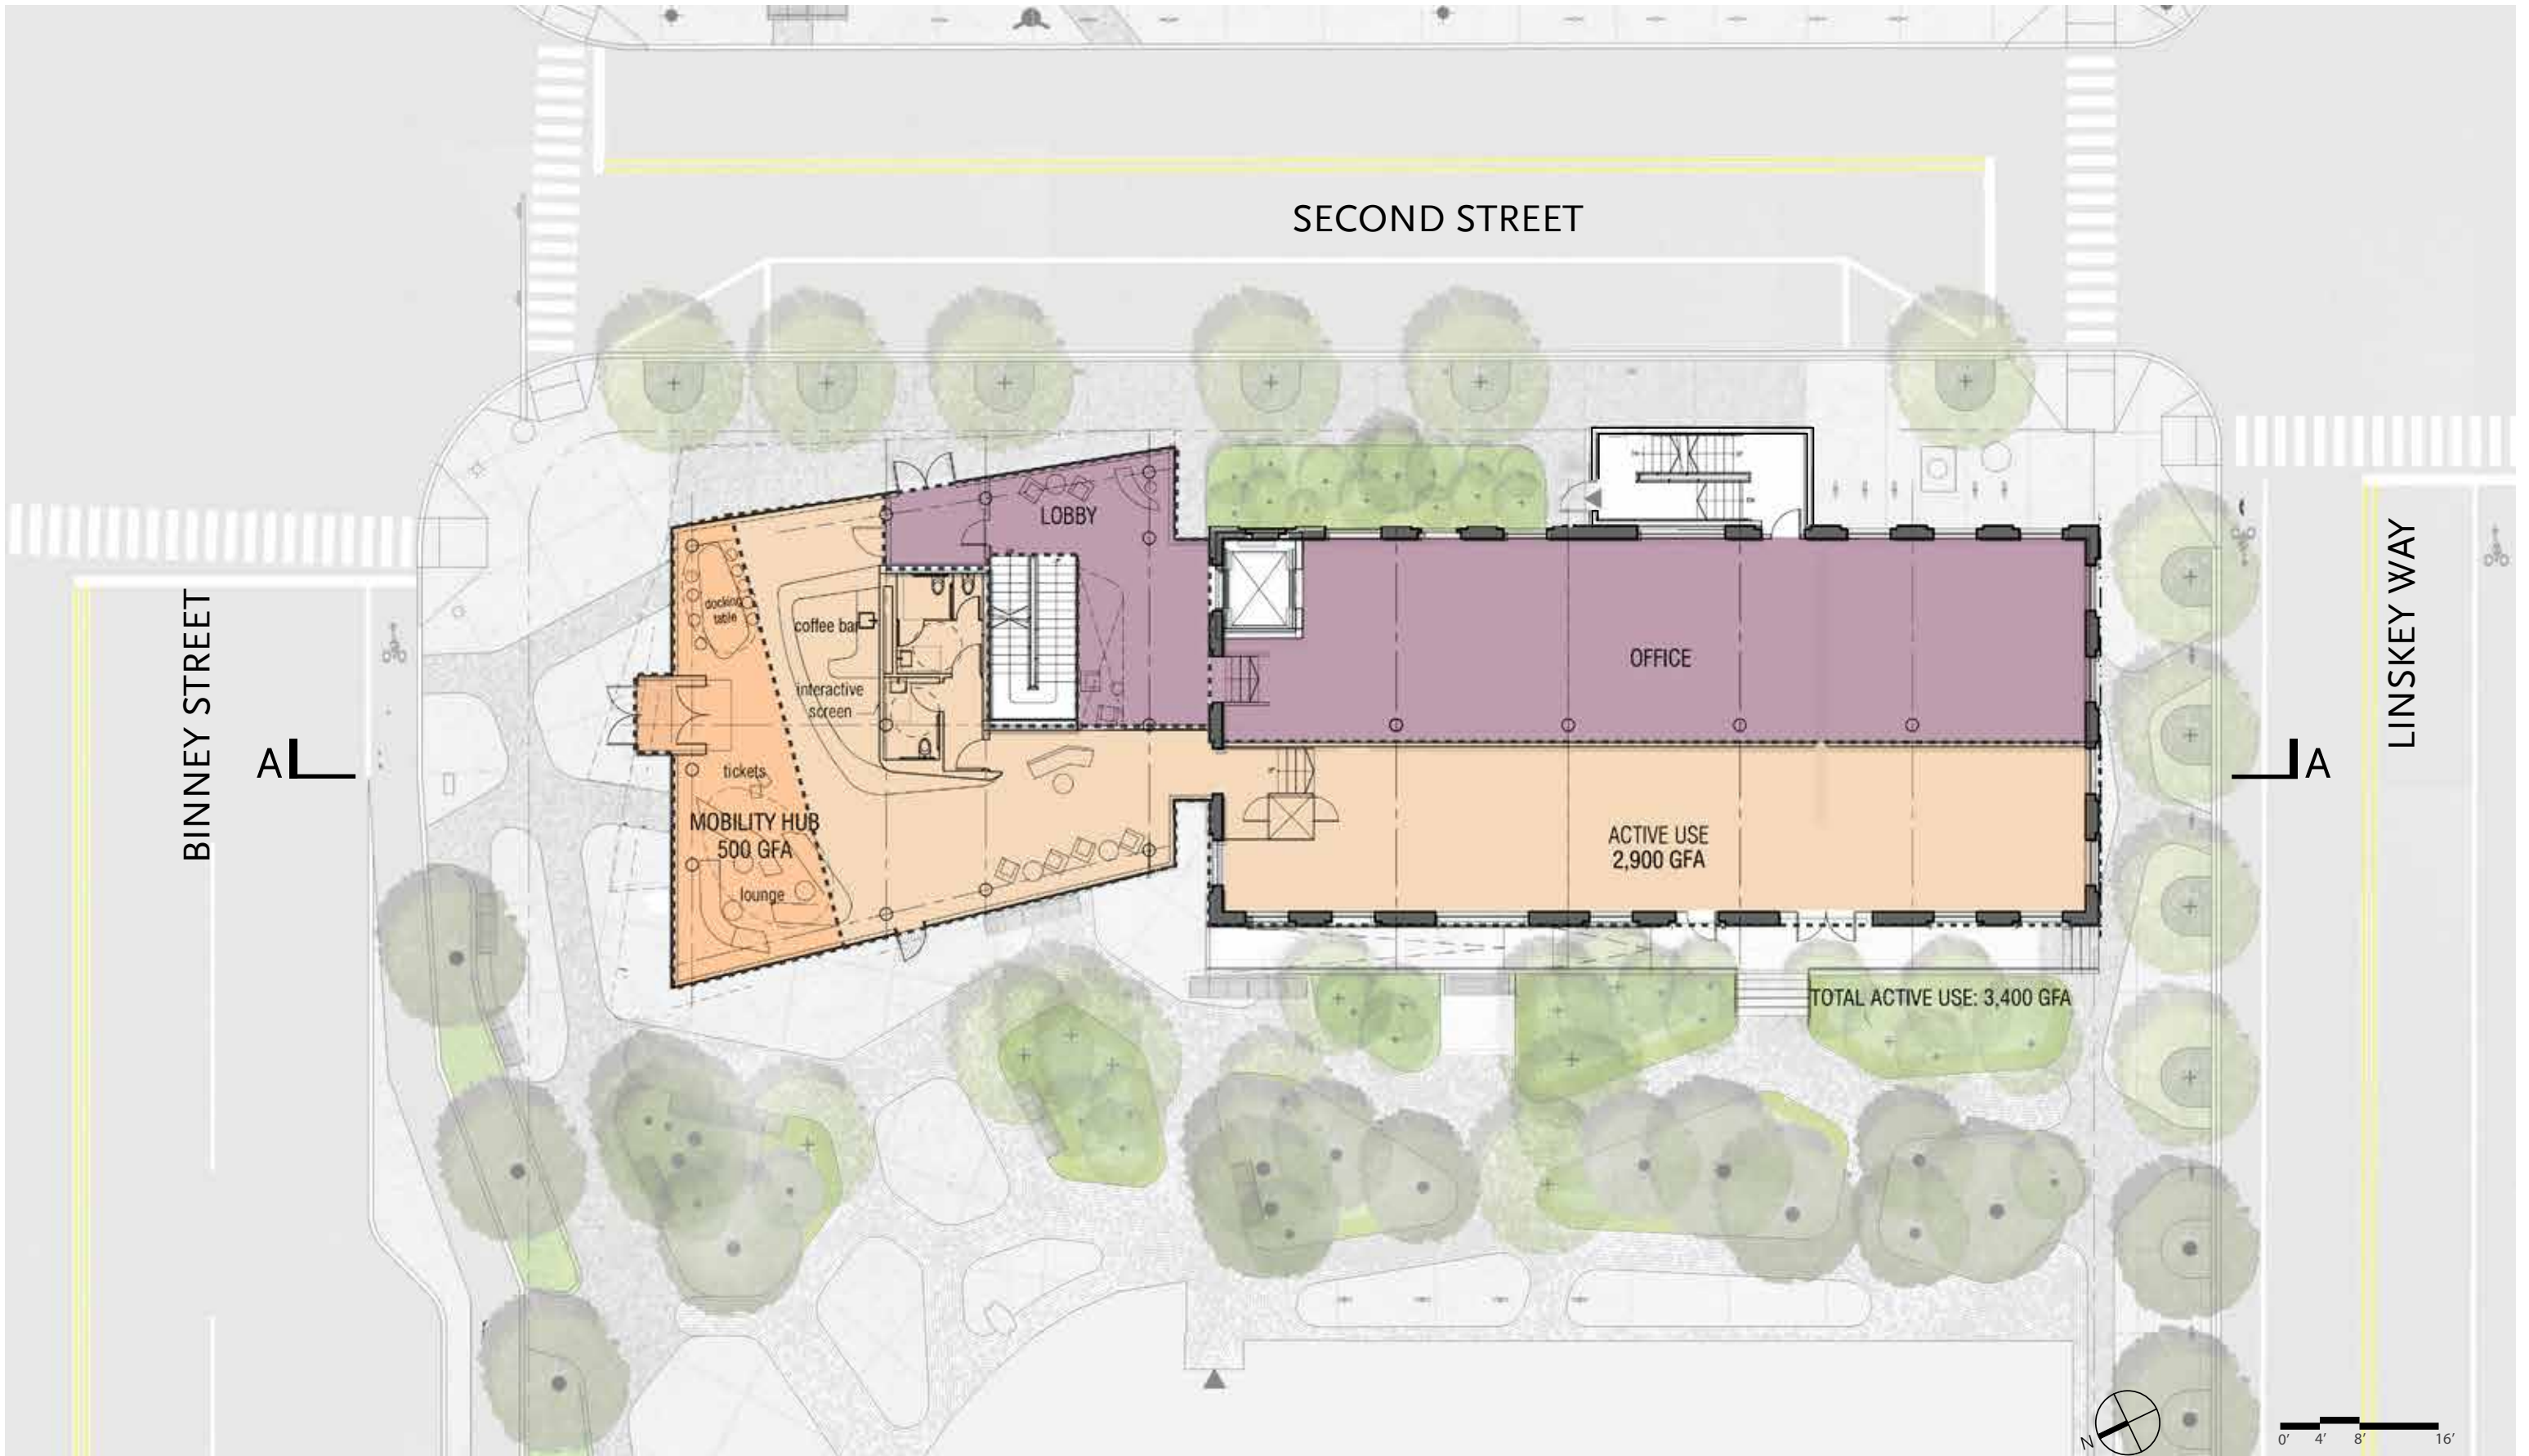 SECOND STREET
LOBBY
docking
table
coffee bar
BINNEY STREET
LINSKEY WAY
OFFICE
interactive
screen
A
A
tickets
MOBILITY HUB
500 GFA
ACTIVE USE
2,900 GFA
lounge
TOTAL ACTIVE USE: 3,400 GFA
N
0' 4' 8' 16'